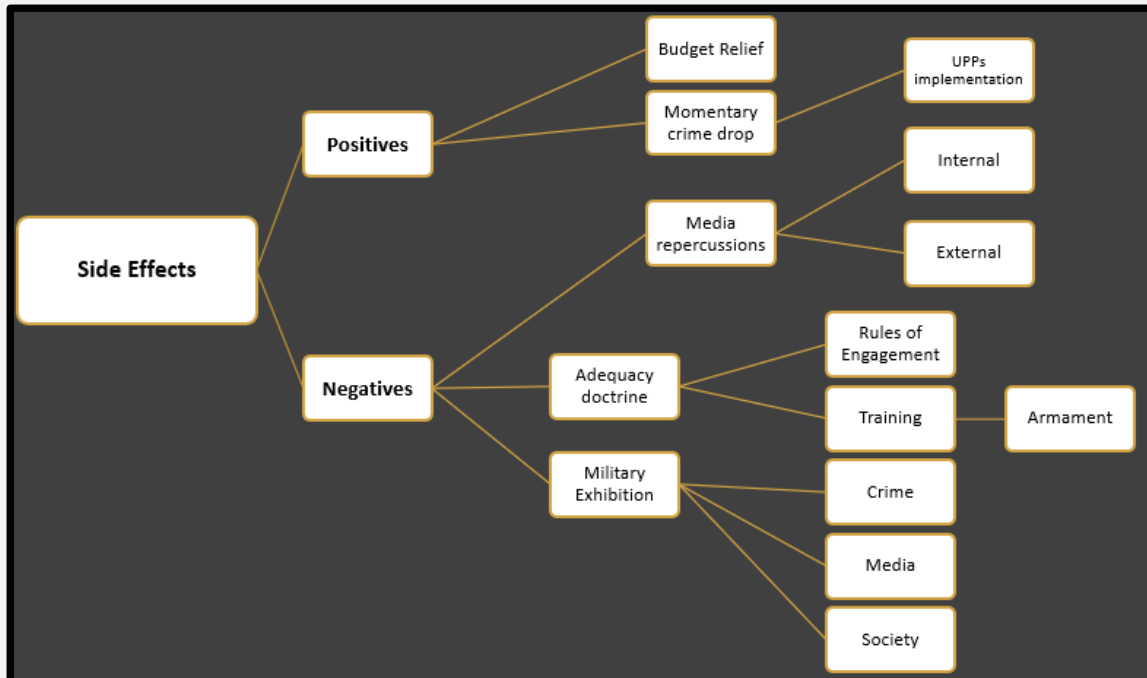 Side Effects
Positives
Budget Relief
Momentary
crime drop
UPPs
implementation
Negatives
Media
repercussions
Internal
External
Adequacy
doctrine
Rules of
Engagement
Training
Armament
Military
Exhibition
Crime
Media
Society